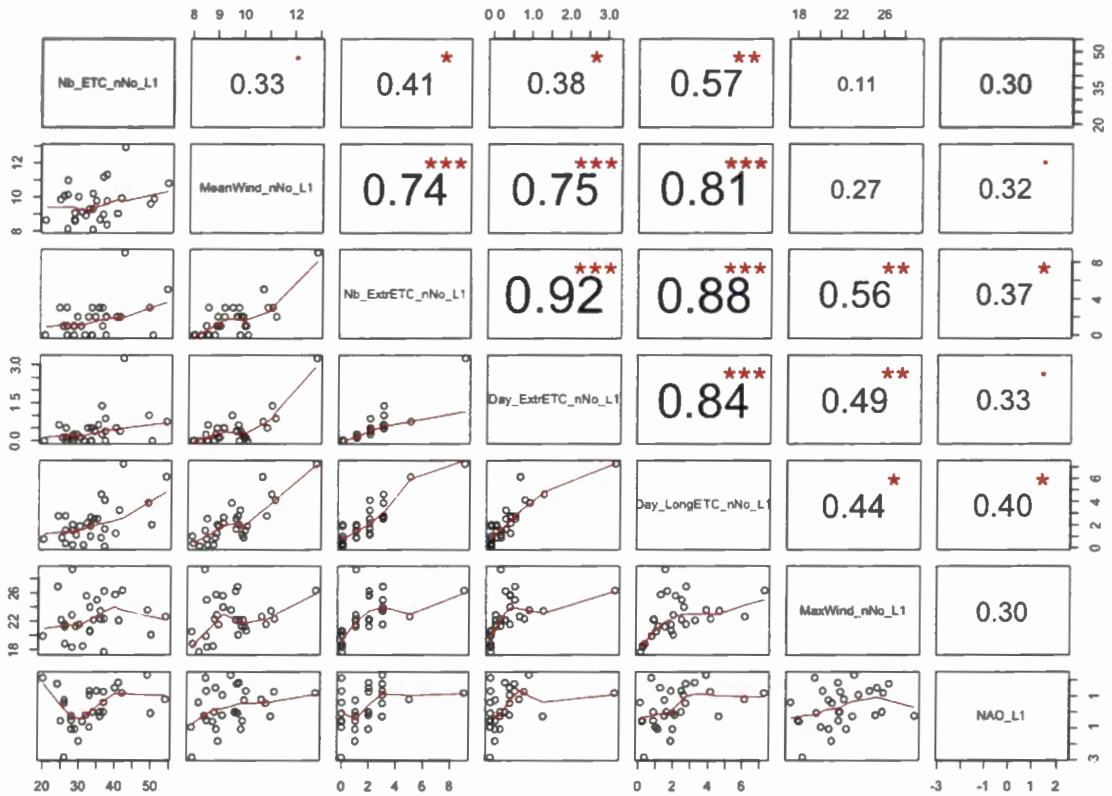 8 9 10 12
0 0 1.0 2.0 3.0
18 22 26
Nb_ETC_nNo_L1
0.33 .
0.41 *
0.38 *
0.57 **
0.11
0.30
20 35 50
8 10 12
MeanWind_nNo_L1
0.74 ***
0.75 ***
0.81 ***
0.27
0.32 .
Nb_ExtrETC_nNo_L1
0.92 ***
0.88 ***
0.56 **
0.37 *
0 4 8
0.0 1.5 3.0
Day_ExtrETC_nNo_L1
0.84 ***
0.49 **
0.33 .
Day_LongETC_nNo_L1
0.44 *
0.40 *
0 2 4 6
18 22 26
MaxWind_nNo_L1
0.30
NAO_L1
3 1 1
20 30 40 50
0 2 4 6 8
0 2 4 6
-3 -1 0 1 2